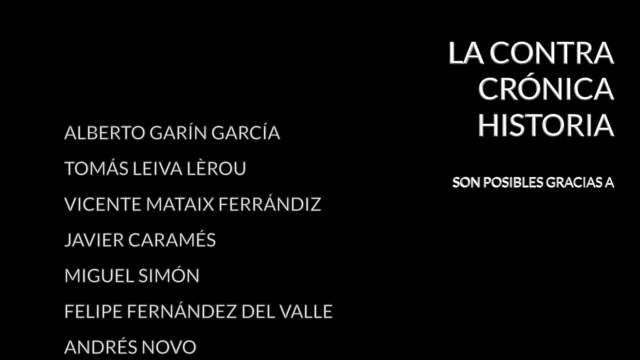 LA CONTRA
CRÓNICA
HISTORIA
SON POSIBLES GRACIAS A
ALBERTO GARÍN GARCÍA
TOMÁS LEIVA LÈROU
VICENTE MATAIX FERRÁNDIZ
JAVIER CARAMÉS
MIGUEL SIMÓN
FELIPE FERNÁNDEZ DEL VALLE
ANDRÉS NOVO